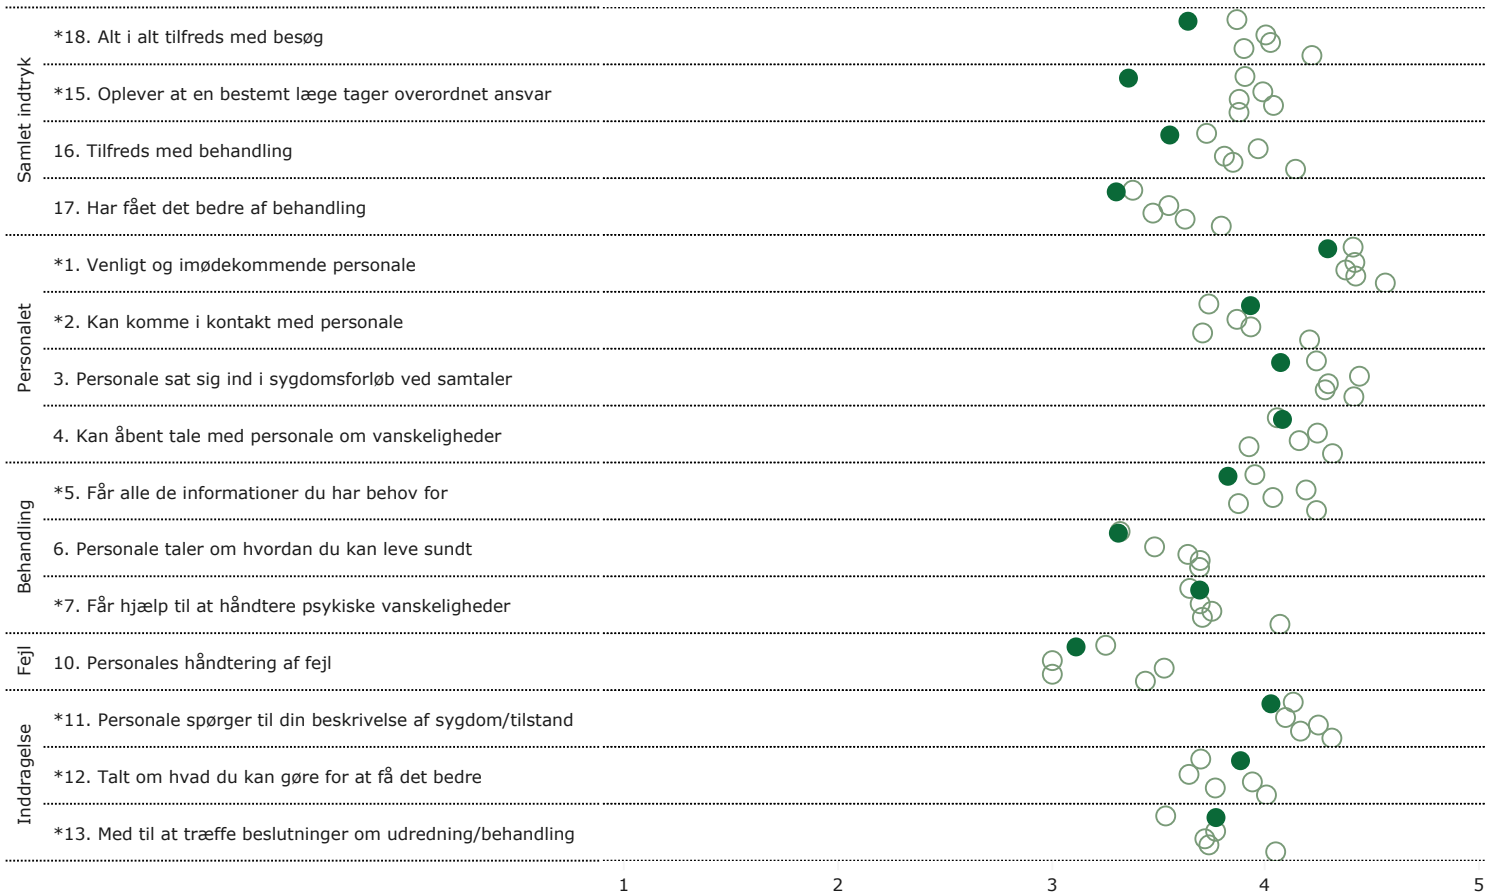 Samlet indtryk
*18. Alt i alt tilfreds med besøg
*15. Oplever at en bestemt læge tager overordnet ansvar
16. Tilfreds med behandling
17. Har fået det bedre af behandling
Personalet
*1. Venligt og imødekommende personale
*2. Kan komme i kontakt med personale
3. Personale sat sig ind i sygdomsforløb ved samtaler
4. Kan åbent tale med personale om vanskeligheder
Behandling
*5. Får alle de informationer du har behov for
6. Personale taler om hvordan du kan leve sundt
*7. Får hjælp til at håndtere psykiske vanskeligheder
Fejl
10. Personales håndtering af fejl
Inddragelse
*11. Personale spørger til din beskrivelse af sygdom/tilstand
*12. Talt om hvad du kan gøre for at få det bedre
*13. Med til at træffe beslutninger om udredning/behandling
1 2 3 4 5